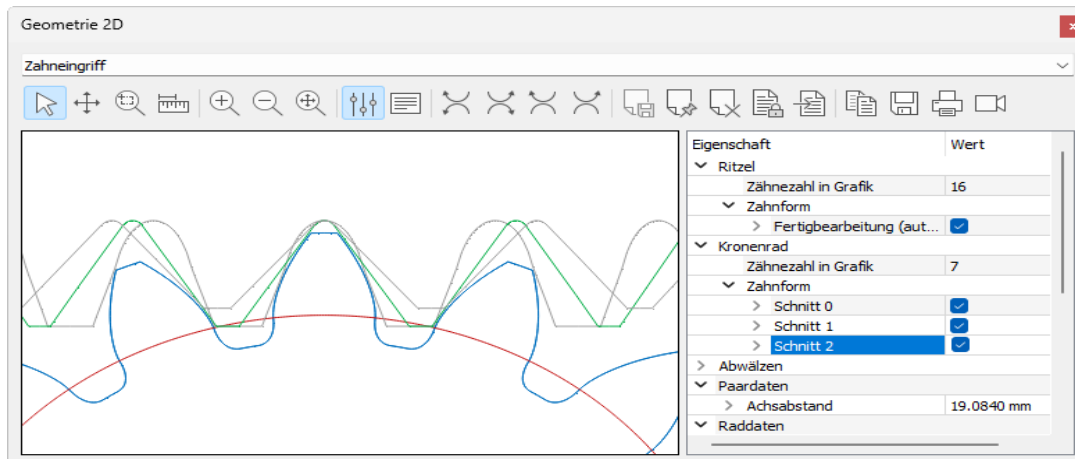 Geometrie 2D
Zahneingriff
Eigenschaft Wert
Ritzel
Zähnezahl in Grafik 16
Zahnform
Fertigbearbeitung (aut...
Kronenrad
Zähnezahl in Grafik 7
Zahnform
Schnitt 0
Schnitt 1
Schnitt 2
Abwälzen
Paardaten
Achsabstand 19.0840 mm
Raddaten